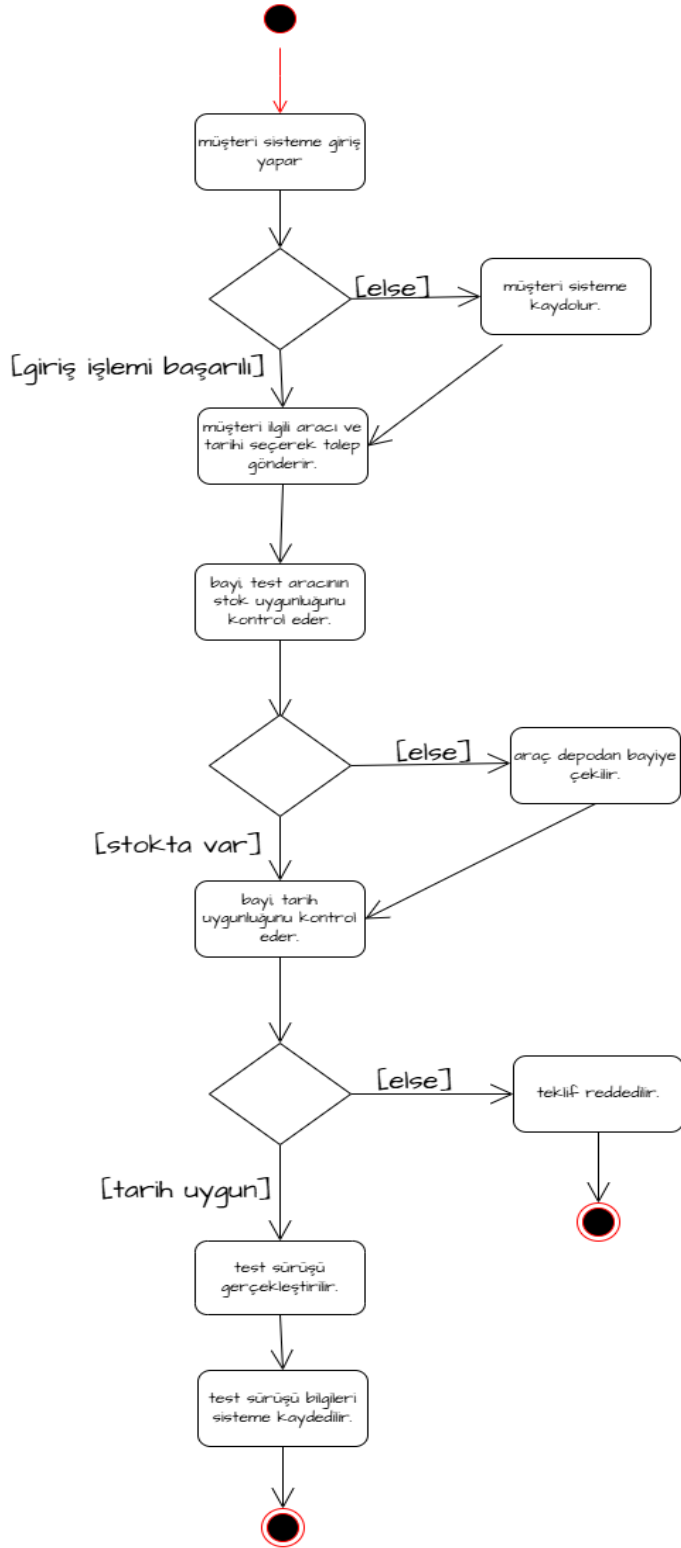 müşteri sisteme giriş
yapar
[else]
müşteri sisteme
kaydolur.
[giriş işlemi başarılı]
müşteri ilgili aracı ve
tarihi seçerek talep
gönderir.
bayi, test aracının
stok uygunluğunu
kontrol eder.
[else]
araç depodan bayiye
çekilir.
[stokta var]
bayi, tarih
uygunluğunu kontrol
eder.
[else]
teklif reddedilir.
[tarih uygun]
test sürüşü
gerçekleştirilir.
test sürüşü bilgileri
sisteme kaydedilir.